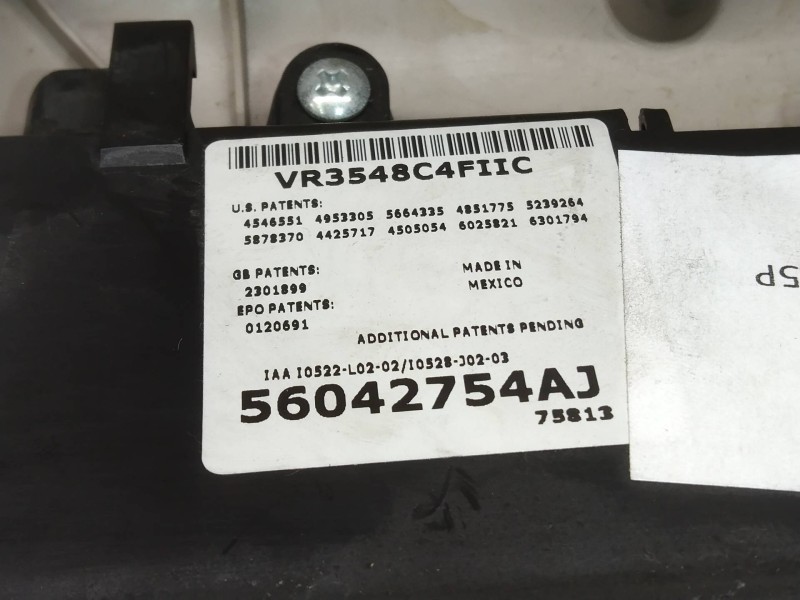 VR3548C4FIIC
U.S. PATENTS:
4546551 4953305 5664335 4851775 5239264
5878370 4425717 4505054 6025821 6301794
GB PATENTS:
2301899
MADE IN
MEXICO
EPO PATENTS:
0120691
ADDITIONAL PATENTS PENDING
IAA I0522-L02-02/I0528-J02-03
56042754AJ
75813
5P